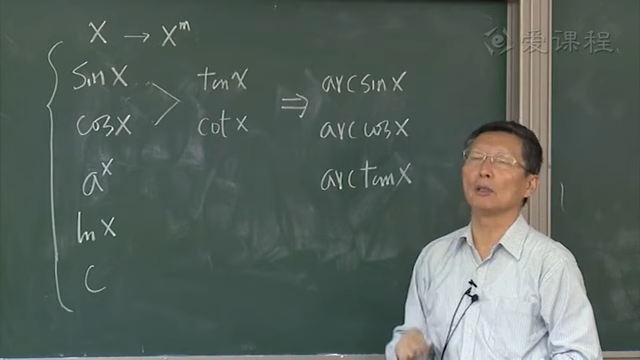 x → x^m
sin x tan x ⇒ arcsin x
cos x cot x arccos x
a^x arctan x
ln x
c
爱课程